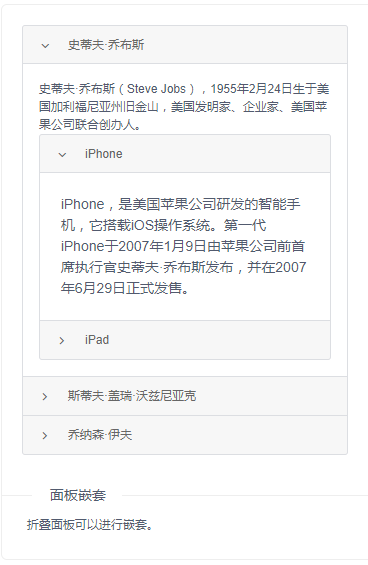 史蒂夫·乔布斯
史蒂夫·乔布斯（Steve Jobs），1955年2月24日生于美
国加利福尼亚州旧金山，美国发明家、企业家、美国苹
果公司联合创办人。
iPhone
iPhone，是美国苹果公司研发的智能手
机，它搭载iOS操作系统。第一代
iPhone于2007年1月9日由苹果公司前首
席执行官史蒂夫·乔布斯发布，并在2007
年6月29日正式发售。
iPad
斯蒂夫·盖瑞·沃兹尼亚克
乔纳森·伊夫
面板嵌套
折叠面板可以进行嵌套。